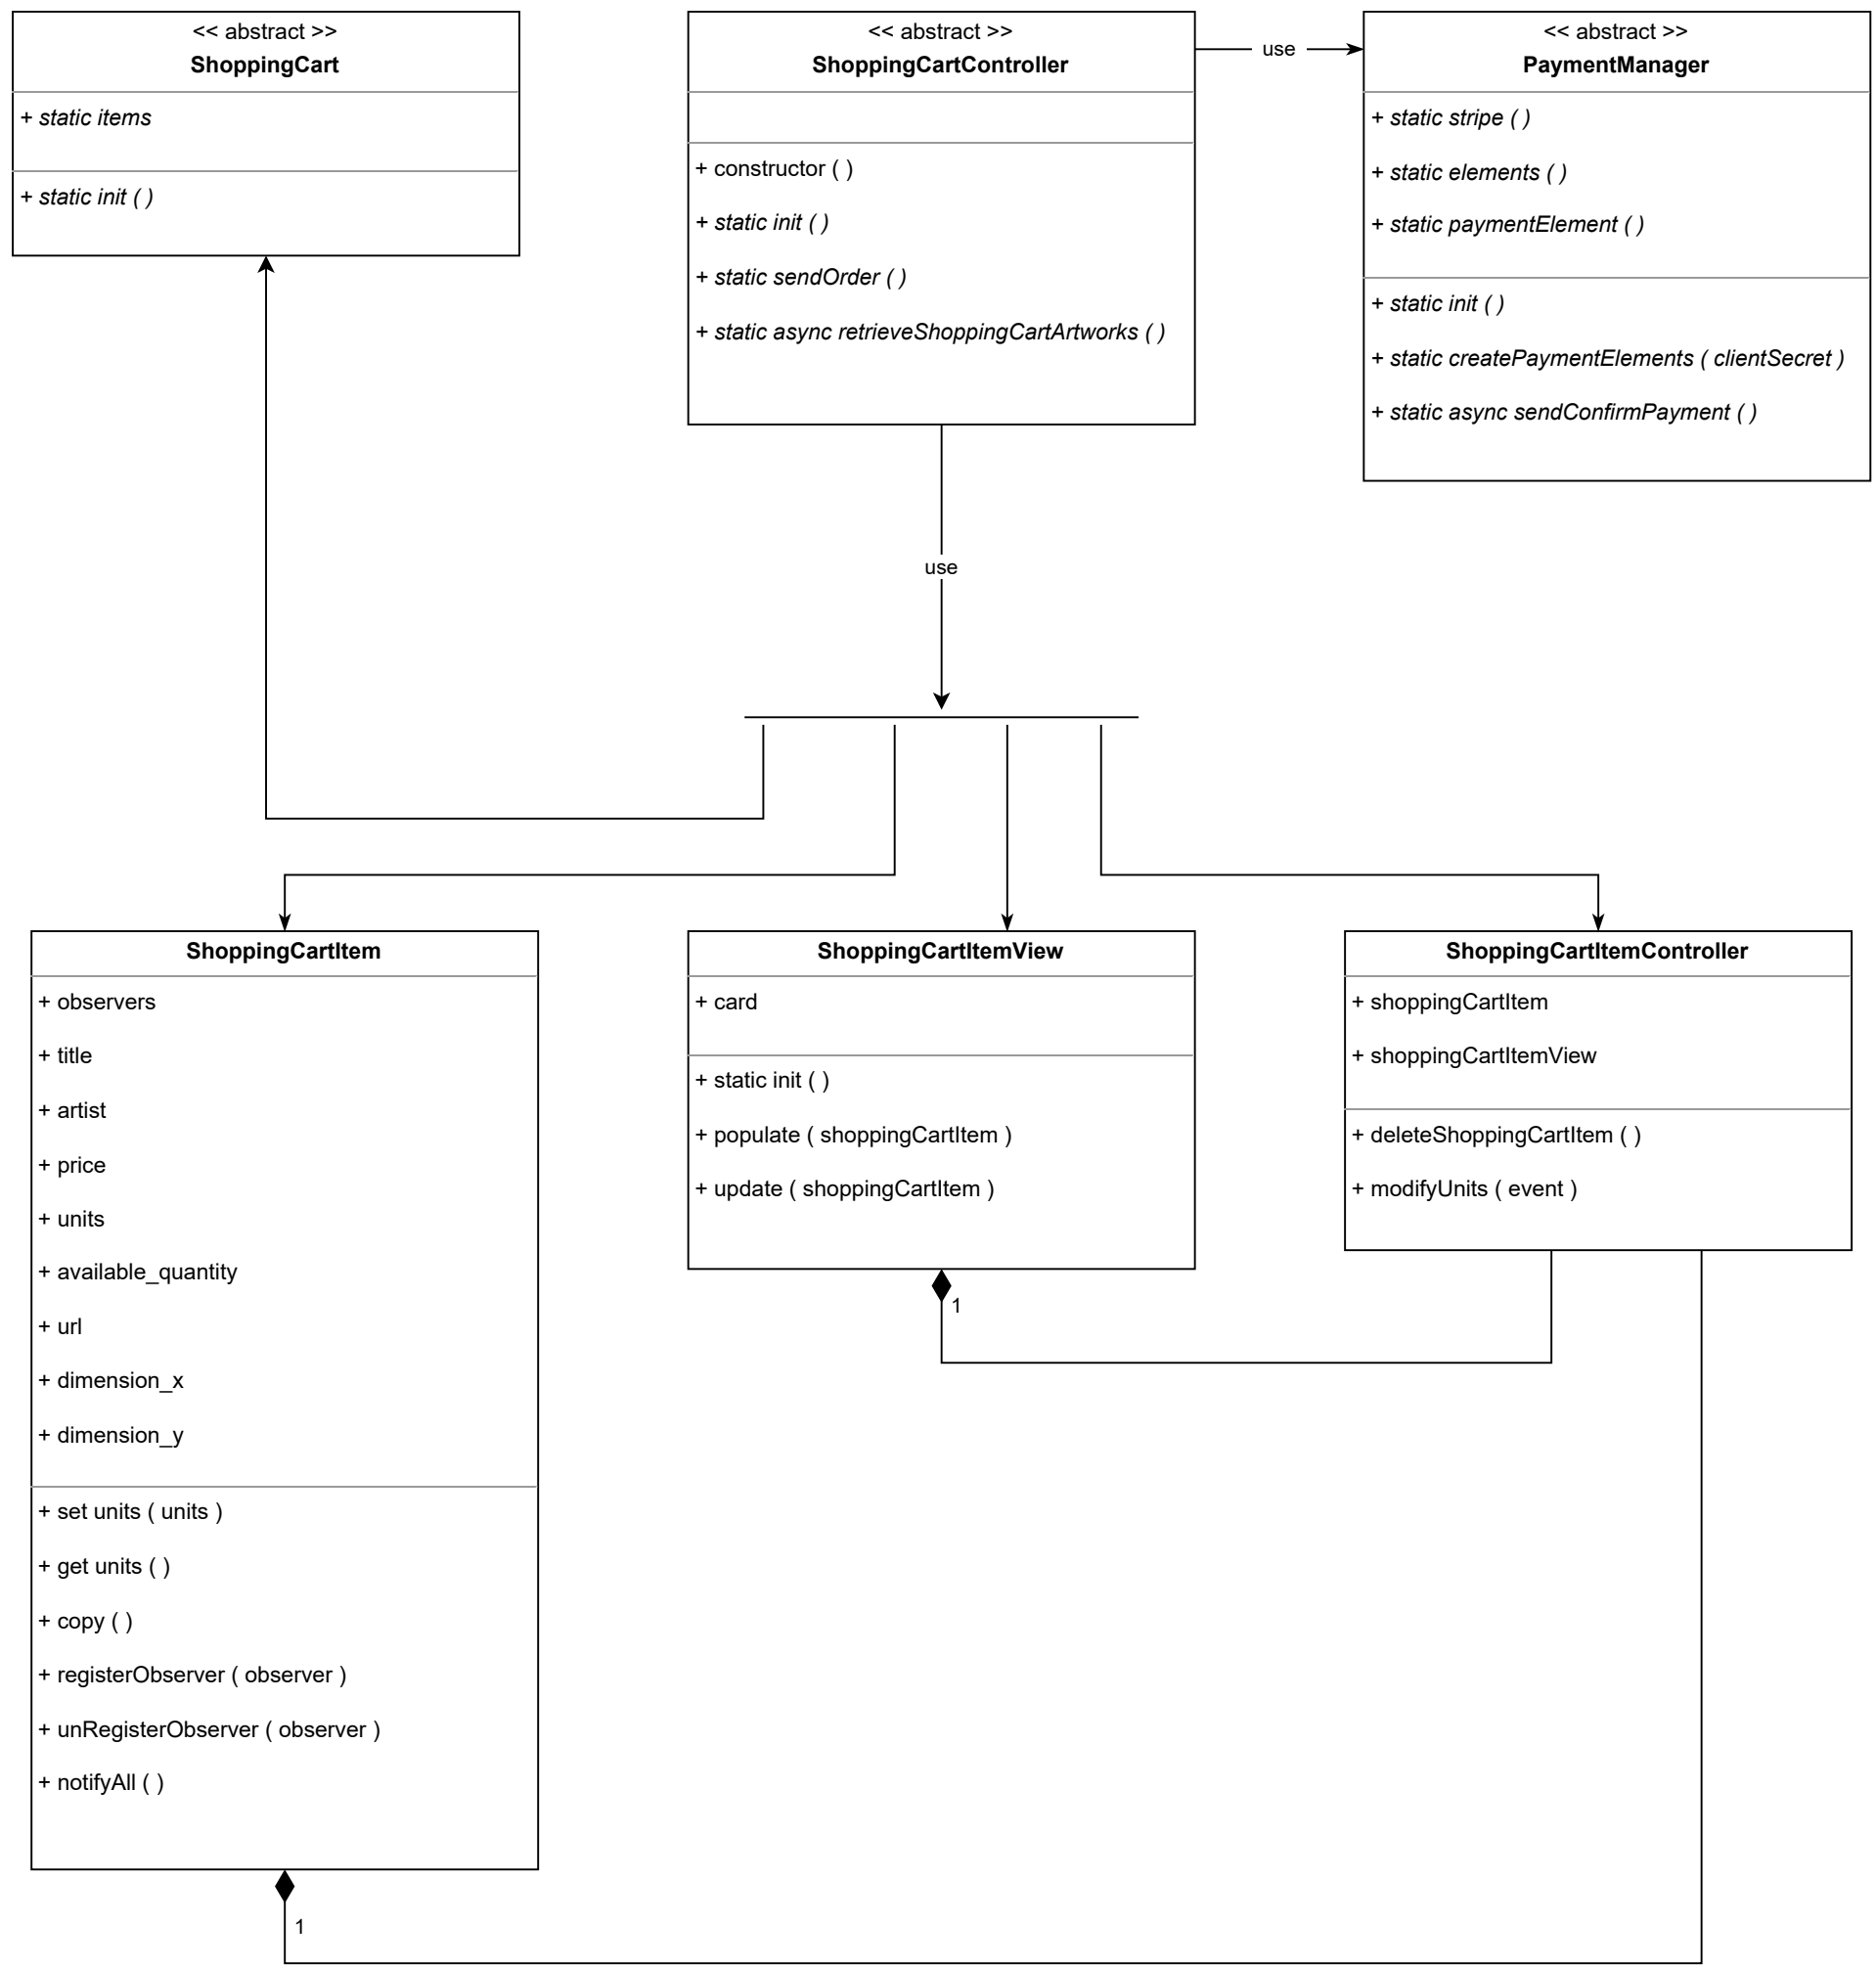 << abstract >>
ShoppingCart
+ static items
+ static init ( )
<< abstract >>
ShoppingCartController
+ constructor ( )
+ static init ( )
+ static sendOrder ( )
+ static async retrieveShoppingCartArtworks ( )
use
<< abstract >>
PaymentManager
+ static stripe ( )
+ static elements ( )
+ static paymentElement ( )
+ static init ( )
+ static createPaymentElements ( clientSecret )
+ static async sendConfirmPayment ( )
use
ShoppingCartItem
+ observers
+ title
+ artist
+ price
+ units
+ available_quantity
+ url
+ dimension_x
+ dimension_y
+ set units ( units )
+ get units ( )
+ copy ( )
+ registerObserver ( observer )
+ unRegisterObserver ( observer )
+ notifyAll ( )
1
ShoppingCartItemView
+ card
+ static init ( )
+ populate ( shoppingCartItem )
+ update ( shoppingCartItem )
1
ShoppingCartItemController
+ shoppingCartItem
+ shoppingCartItemView
+ deleteShoppingCartItem ( )
+ modifyUnits ( event )